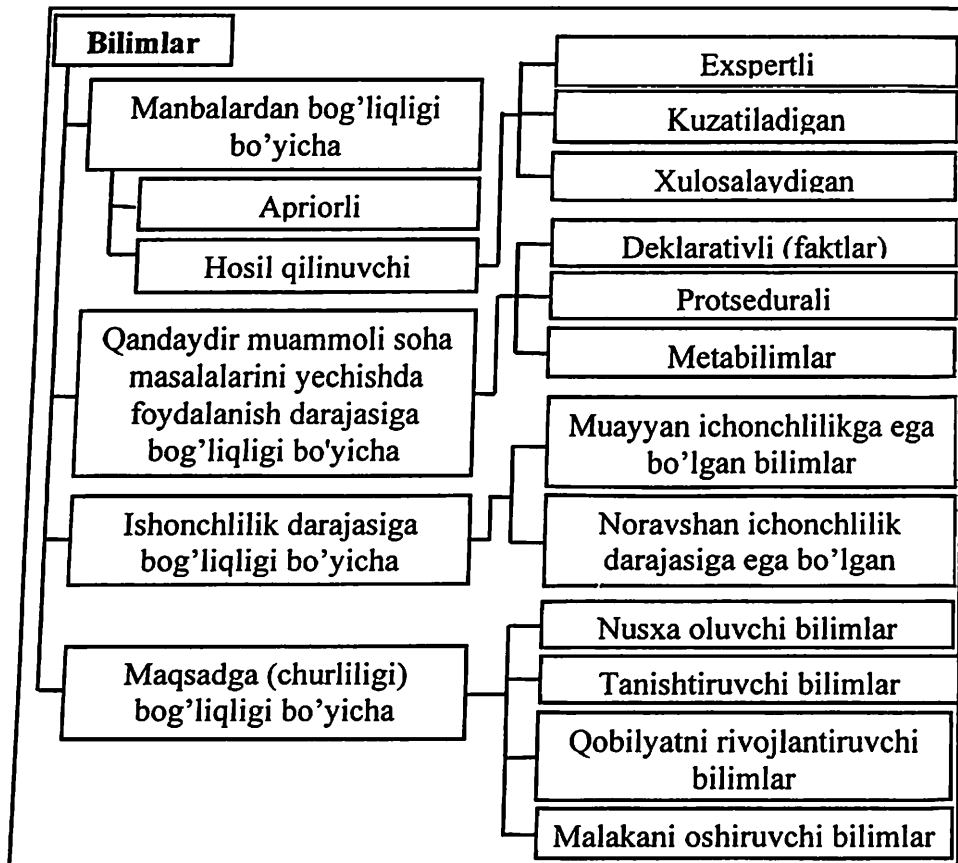 Bilimlar
Manbalardan bog’liqligi
bo’yicha
Apriorli
Hosil qilinuvchi
Exspertli
Kuzatiladigan
Xulosalaydigan
Qandaydir muammoli soha
masalalarini yechishda
foydalanish darajasiga
bog’liqligi bo'yicha
Deklarativli (faktlar)
Protsedurali
Metabilimlar
Ishonchlilik darajasiga
bog’liqligi bo’yicha
Muayyan ichonchlilikga ega
bo’lgan bilimlar
Noravshan ichonchlilik
darajasiga ega bo’lgan
Maqsadga (churliligi)
bog’liqligi bo’yicha
Nusxa oluvchi bilimlar
Tanishtiruvchi bilimlar
Qobilyatni rivojlantiruvchi
bilimlar
Malakani oshiruvchi bilimlar